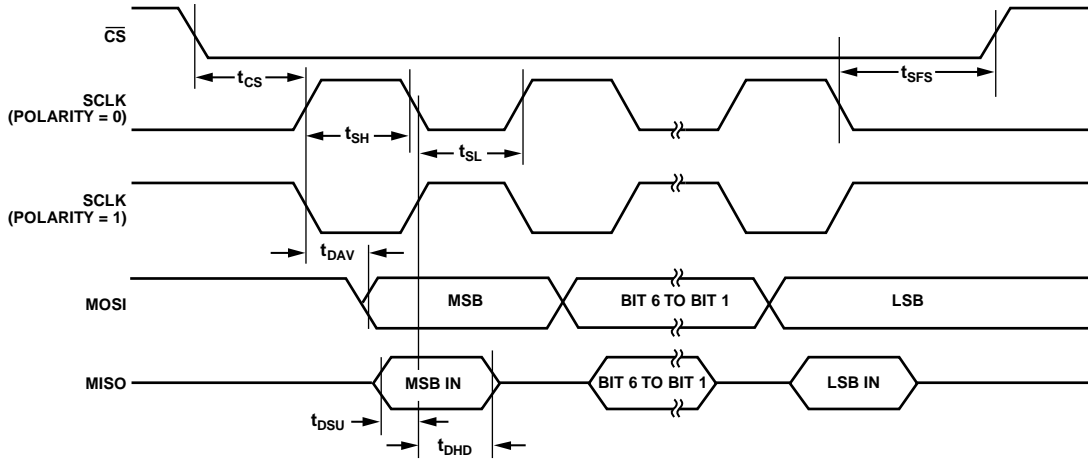 CS
tCS
tSFS
SCLK
(POLARITY = 0)
tSH
tSL
SCLK
(POLARITY = 1)
tDAV
MOSI
MSB
BIT 6 TO BIT 1
LSB
MISO
MSB IN
BIT 6 TO BIT 1
LSB IN
tDSU
tDHD